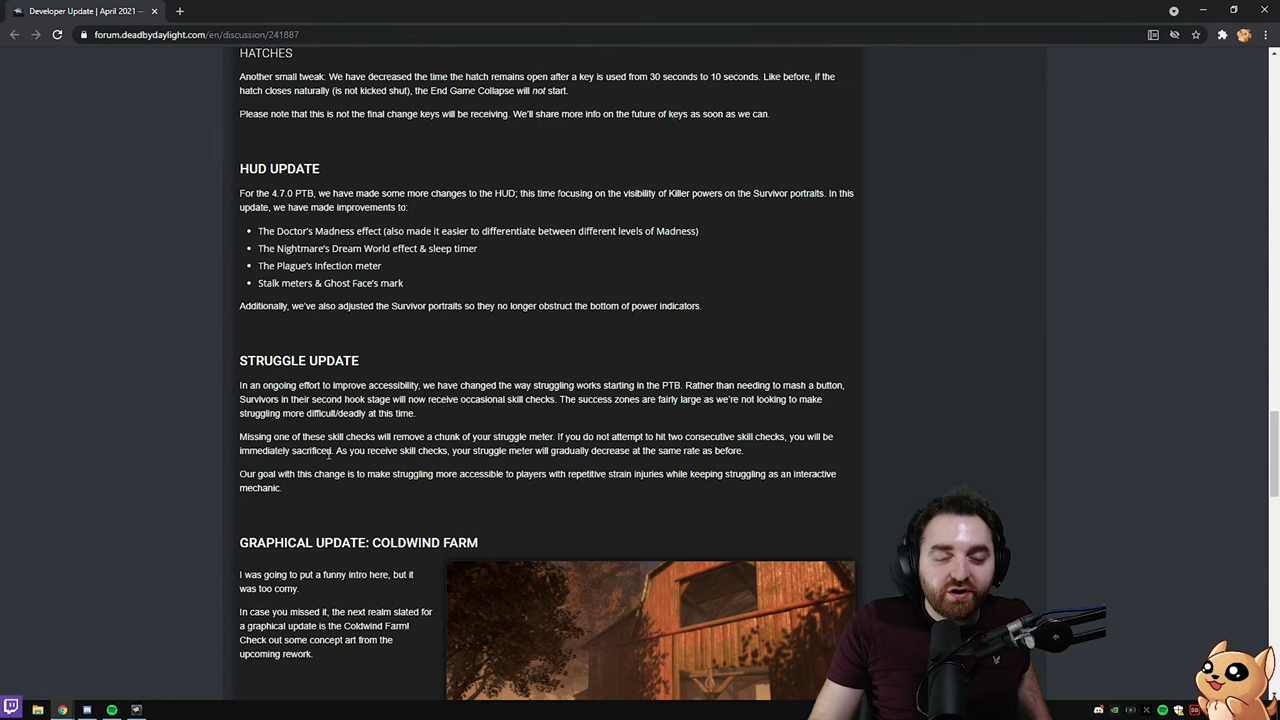 Developer Update | April 2021 —
forum.deadbydaylight.com/en/discussion/241887
HATCHES
Another small tweak: We have decreased the time the hatch remains open after a key is used from 30 seconds to 10 seconds. Like before, if the
hatch closes naturally (is not kicked shut), the End Game Collapse will not start.
Please note that this is not the final change keys will be receiving. We'll share more info on the future of keys as soon as we can.
HUD UPDATE
For the 4.7.0 PTB, we have made some more changes to the HUD; this time focusing on the visibility of Killer powers on the Survivor portraits. In this
update, we have made improvements to:
• The Doctor's Madness effect (also made it easier to differentiate between different levels of Madness)
• The Nightmare's Dream World effect & sleep timer
• The Plague's Infection meter
• Stalk meters & Ghost Face's mark
Additionally, we've also adjusted the Survivor portraits so they no longer obstruct the bottom of power indicators.
STRUGGLE UPDATE
In an ongoing effort to improve accessibility, we have changed the way struggling works starting in the PTB. Rather than needing to mash a button,
Survivors in their second hook stage will now receive occasional skill checks. The success zones are fairly large as we're not looking to make
struggling more difficult/deadly at this time.
Missing one of these skill checks will remove a chunk of your struggle meter. If you do not attempt to hit two consecutive skill checks, you will be
immediately sacrificed. As you receive skill checks, your struggle meter will gradually decrease at the same rate as before.
Our goal with this change is to make struggling more accessible to players with repetitive strain injuries while keeping struggling as an interactive
mechanic.
GRAPHICAL UPDATE: COLDWIND FARM
I was going to put a funny intro here, but it
was too corny.
In case you missed it, the next realm slated for
a graphical update is the Coldwind Farm!
Check out some concept art from the
upcoming rework.